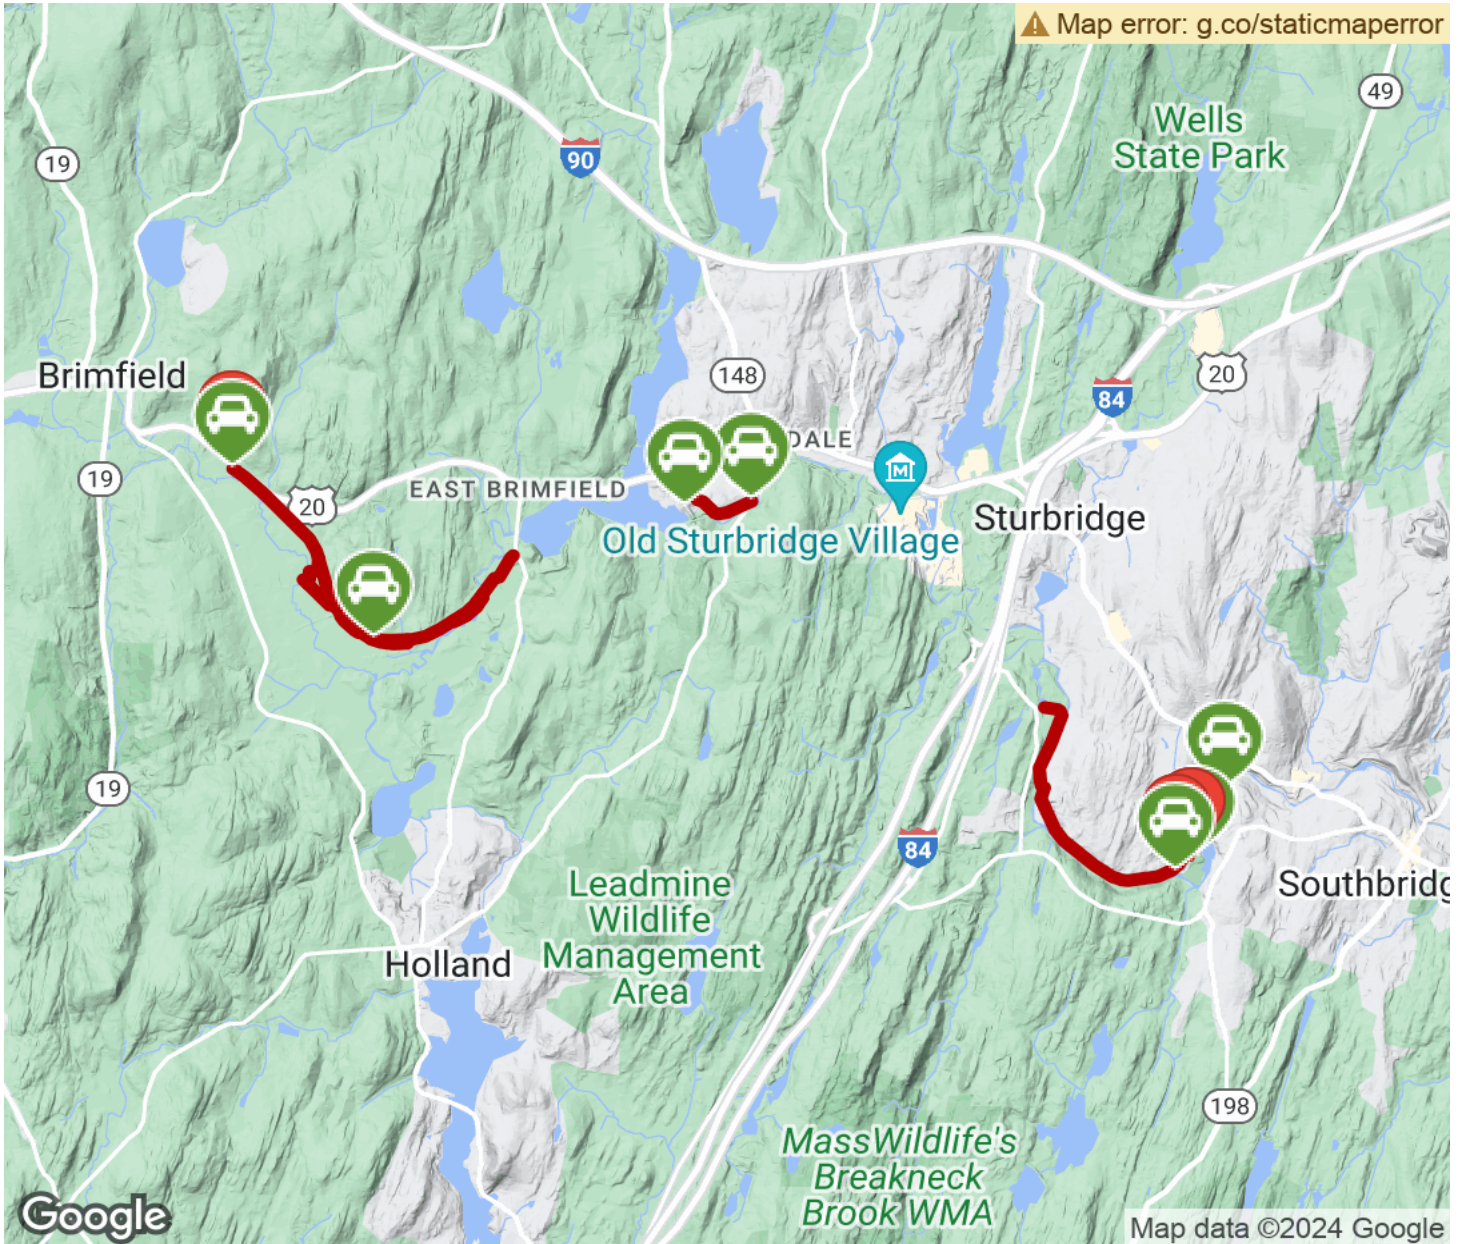 Map error: g.co/staticmaperror
49
Wells
State Park
19
90
Brimfield
148
20
84
DALE
19
EAST BRIMFIELD
20
Old Sturbridge Village
Sturbridge
19
84
Leadmine
Wildlife
Management
Area
Southbridg
Holland
198
MassWildlife's
Breakneck
Brook WMA
Google
Map data ©2024 Google